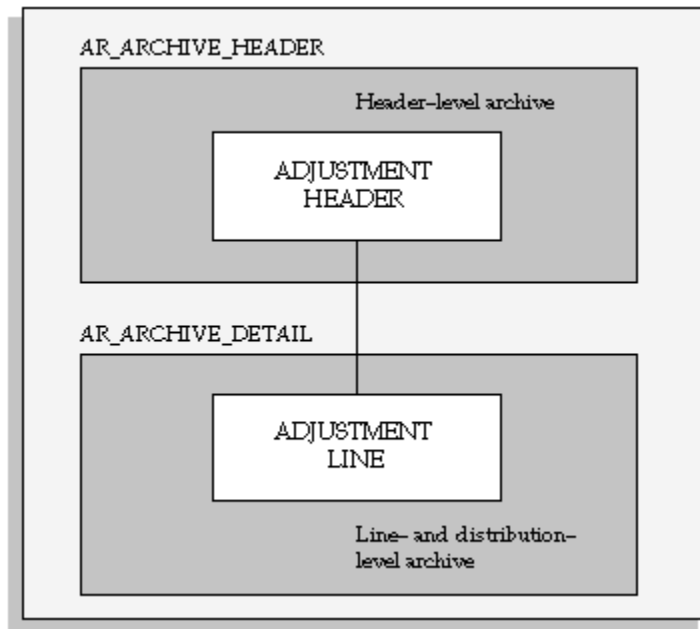 AR_ARCHIVE_HEADER
Header-level archive
ADJUSTMENT
HEADER
AR_ARCHIVE_DETAIL
ADJUSTMENT
LINE
Line- and distribution-
level archive